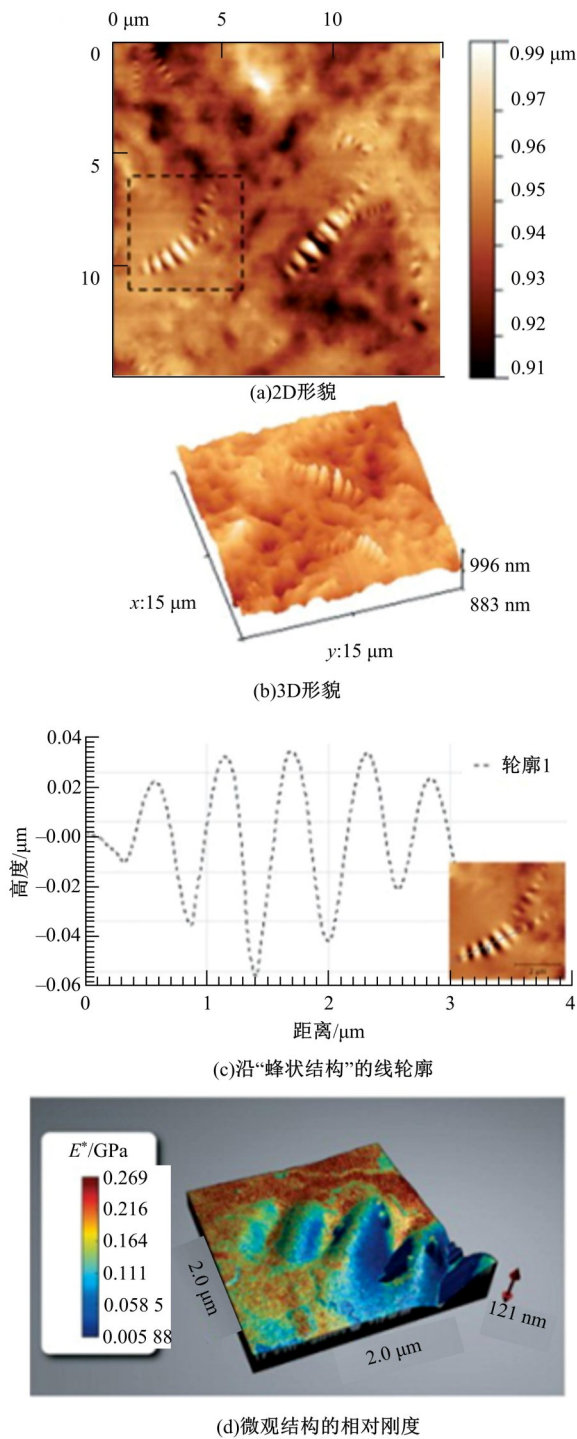 0 μm 5 10
0
5
10
0.99 μm
0.97
0.96
0.95
0.94
0.93
0.92
0.91
(a)2D形貌
996 nm
883 nm
x:15 μm
y:15 μm
(b)3D形貌
0.04
0.02
−0.00
−0.02
−0.04
−0.06
高度/μm
轮廓1
2 μm
0 1 2 3 4
距离/μm
(c)沿“蜂状结构”的线轮廓
E*/GPa
0.269
0.216
0.164
0.111
0.058 5
0.005 88
2.0 μm
2.0 μm
121 nm
(d)微观结构的相对刚度